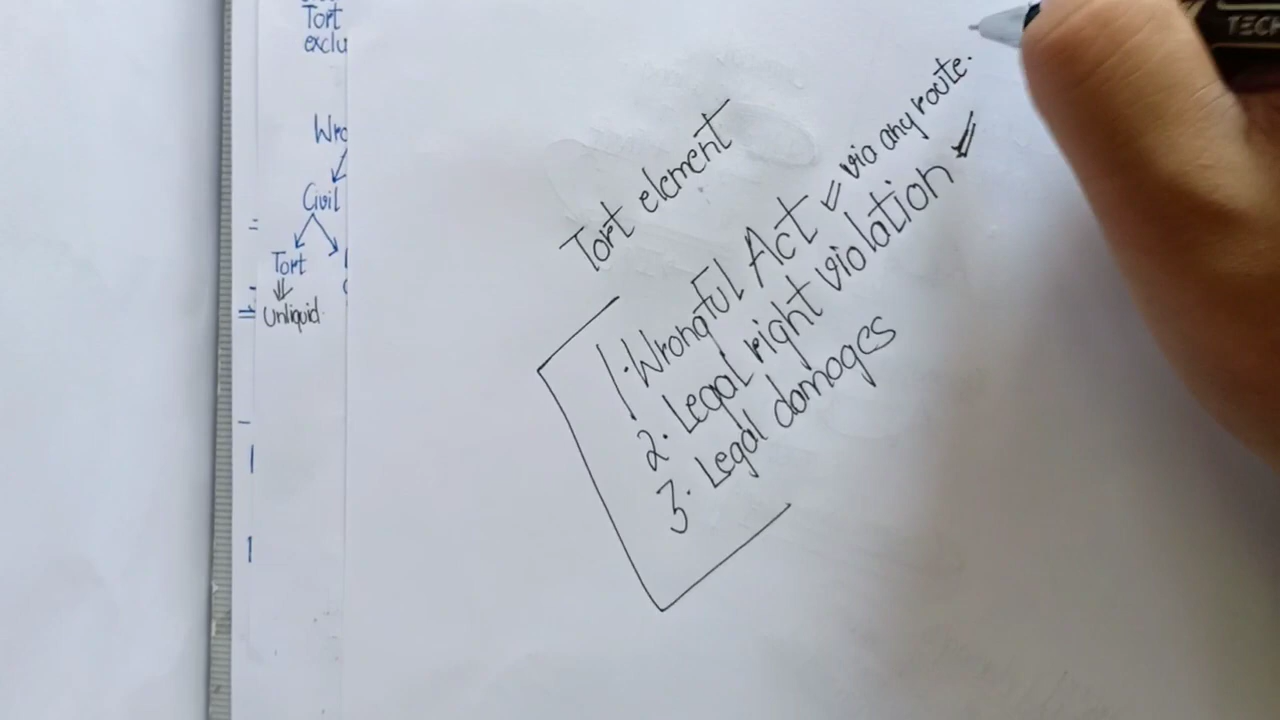 Tort
exclu
Wro
Civil
Tort
Unliquid.
Tort element
1. Wrongful Act = via any route.
2. Legal right violation =
3. Legal damages
TECH